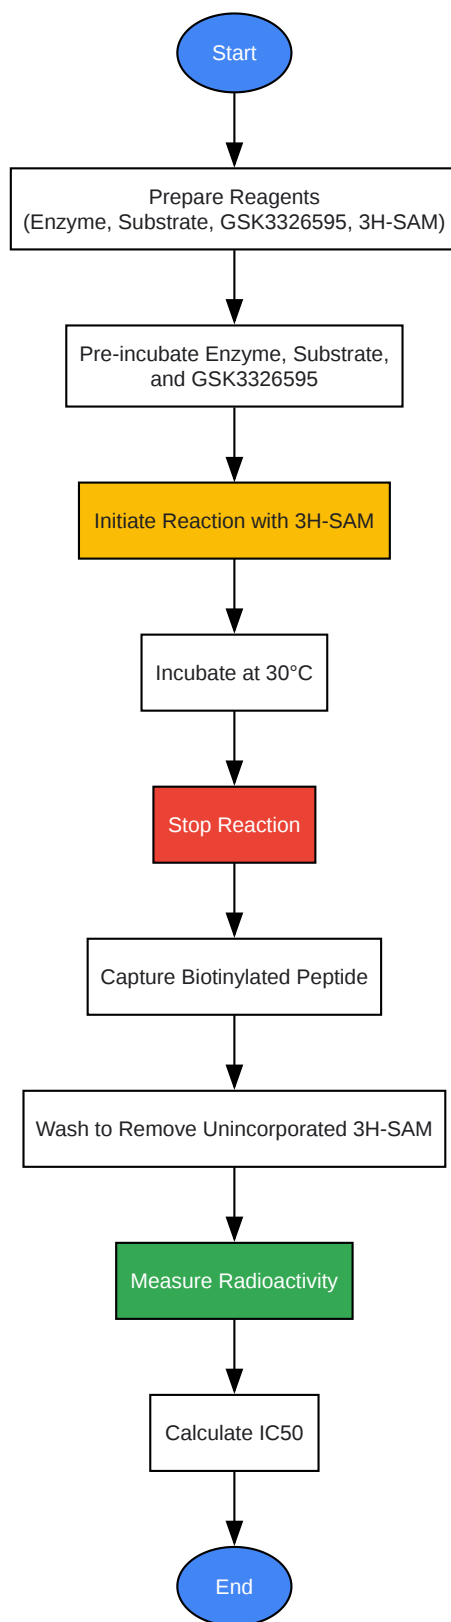 Start
Prepare Reagents
(Enzyme, Substrate, GSK3326595, 3H-SAM)
Pre-incubate Enzyme, Substrate,
and GSK3326595
Initiate Reaction with 3H-SAM
Incubate at 30°C
Stop Reaction
Capture Biotinylated Peptide
Wash to Remove Unincorporated 3H-SAM
Measure Radioactivity
Calculate IC50
End